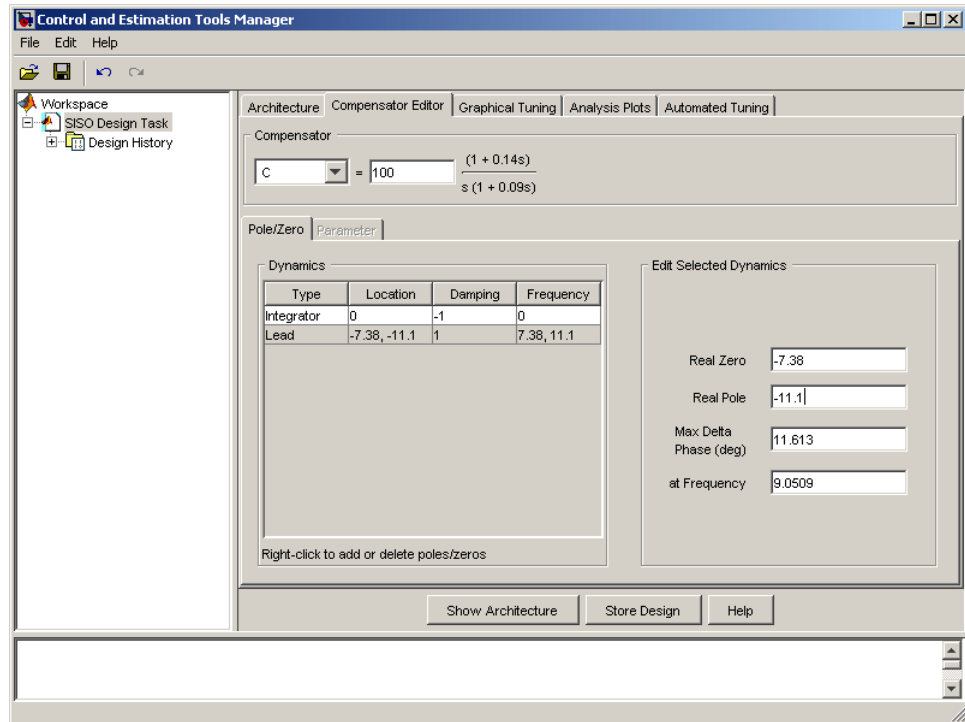 Control and Estimation Tools Manager
File Edit Help
Workspace
SISO Design Task
Design History
Architecture Compensator Editor Graphical Tuning Analysis Plots Automated Tuning
Compensator
C = 100 (1 + 0.14s)
s (1 + 0.09s)
Pole/Zero Parameter
Dynamics
Type Location Damping Frequency
Integrator 0 -1 0
Lead -7.38, -11.1 1 7.38, 11.1
Right-click to add or delete poles/zeros
Edit Selected Dynamics
Real Zero -7.38
Real Pole -11.1
Max Delta
Phase (deg) 11.613
at Frequency 9.0509
Show Architecture Store Design Help